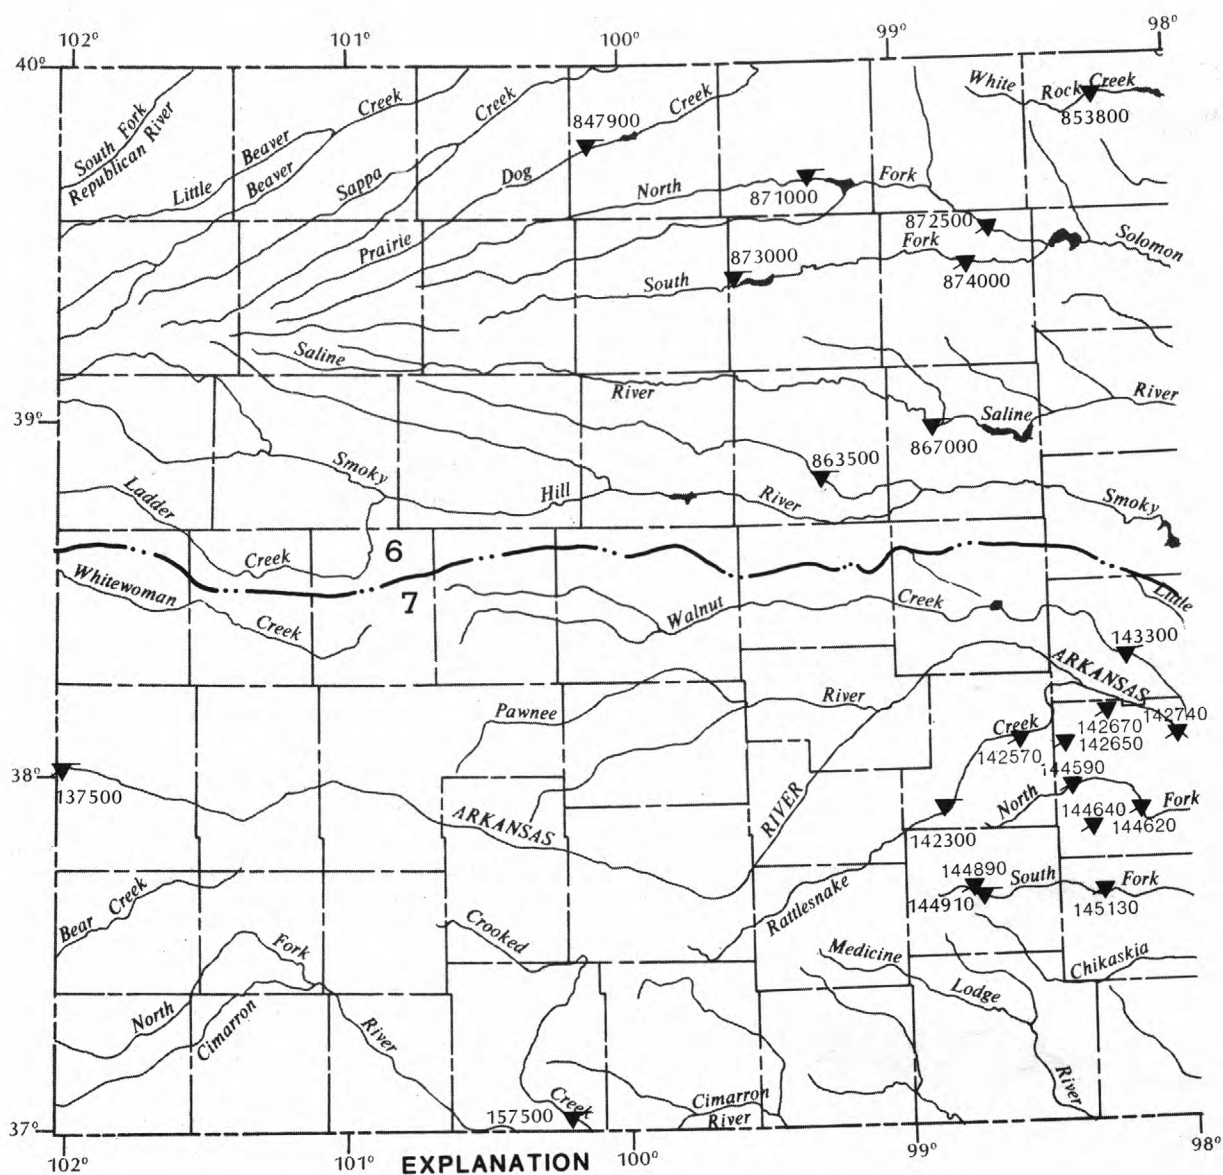 102° 101° 100° 99° 98°
40°
White Rock Creek
853800
South Fork
Republican River
Creek
Creek
Creek
847900
Little Beaver
Beaver
Sappa
Dog
North
871000
Fork
872500
Prairie
873000
Fork
Solomon
South
874000
Saline
River
River
39°
Saline
867000
863500
Smoky
Hill
River
Smoky
Ladder
Creek
6
7
Whitewoman
Creek
Walnut
Creek
Little
143300
ARKANSAS
Pawnee
River
Creek
142670
142740
142570
142650
38°
137500
144590
ARKANSAS
RIVER
North
Fork
144640
144620
142300
144890
South
Fork
144910
145130
Bear Creek
Rattlesnake
Crooked
Fork
Medicine
Chikaskia
Lodge
North
Cimarron
River
River
157500
Creek
Cimarron
River
37°
102° 101° 100° 99° 98°
EXPLANATION